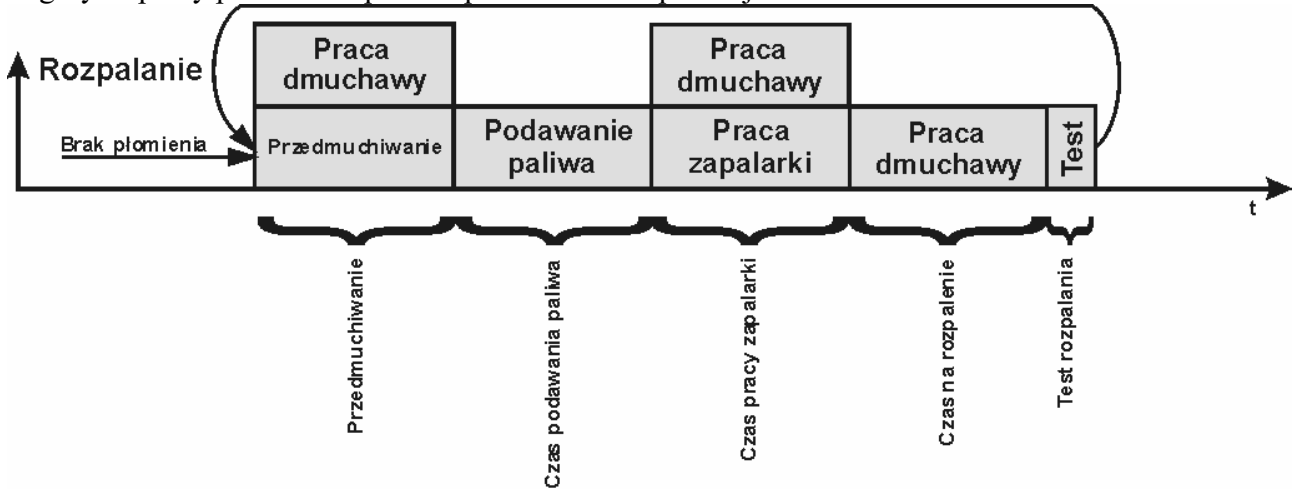 Rozpalanie
Brak płomienia
Praca
dmuchawy
Przedmuchiwanie
Podawanie
paliwa
Praca
dmuchawy
Praca
zapalarki
Praca
dmuchawy
Test
t
Przedmuchiwanie
Czas podawania paliwa
Czas pracy zapalarki
Czas na rozpalenie
Test rozpalania